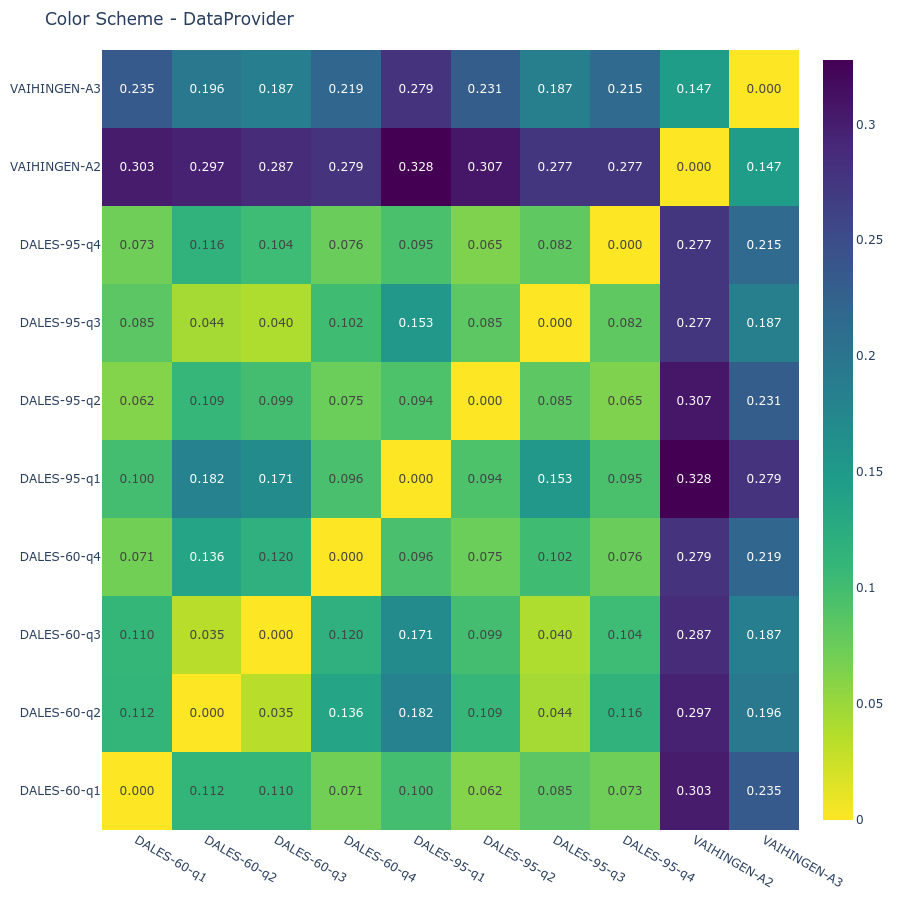 Color Scheme - DataProvider
VAIHINGEN-A3 0.235 0.196 0.187 0.219 0.279 0.231 0.187 0.215 0.147 0.000
VAIHINGEN-A2 0.303 0.297 0.287 0.279 0.328 0.307 0.277 0.277 0.000 0.147
DALES-95-q4 0.073 0.116 0.104 0.076 0.095 0.065 0.082 0.000 0.277 0.215
DALES-95-q3 0.085 0.044 0.040 0.102 0.153 0.085 0.000 0.082 0.277 0.187
DALES-95-q2 0.062 0.109 0.099 0.075 0.094 0.000 0.085 0.065 0.307 0.231
DALES-95-q1 0.100 0.182 0.171 0.096 0.000 0.094 0.153 0.095 0.328 0.279
DALES-60-q4 0.071 0.136 0.120 0.000 0.096 0.075 0.102 0.076 0.279 0.219
DALES-60-q3 0.110 0.035 0.000 0.120 0.171 0.099 0.040 0.104 0.287 0.187
DALES-60-q2 0.112 0.000 0.035 0.136 0.182 0.109 0.044 0.116 0.297 0.196
DALES-60-q1 0.000 0.112 0.110 0.071 0.100 0.062 0.085 0.073 0.303 0.235
DALES-60-q1 DALES-60-q2 DALES-60-q3 DALES-60-q4 DALES-95-q1 DALES-95-q2 DALES-95-q3 DALES-95-q4 VAIHINGEN-A2 VAIHINGEN-A3
0.3
0.25
0.2
0.15
0.1
0.05
0